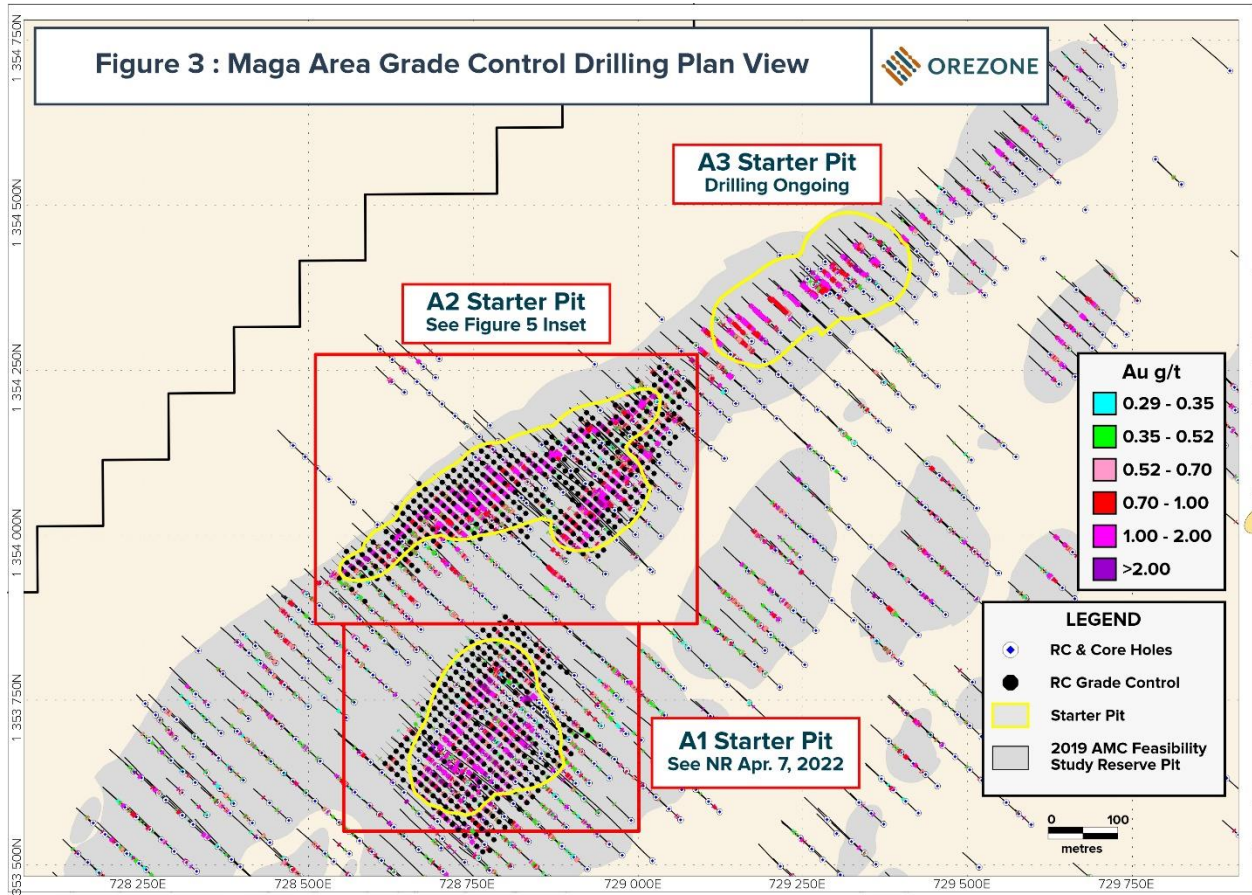 Figure 3 : Maga Area Grade Control Drilling Plan View
OREZONE
A3 Starter Pit
Drilling Ongoing
A2 Starter Pit
See Figure 5 Inset
A1 Starter Pit
See NR Apr. 7, 2022
Au g/t
0.29 - 0.35
0.35 - 0.52
0.52 - 0.70
0.70 - 1.00
1.00 - 2.00
>2.00
LEGEND
RC & Core Holes
RC Grade Control
Starter Pit
2019 AMC Feasibility
Study Reserve Pit
0 100
metres
1 354 750N
1 354 500N
1 354 250N
1 354 000N
1 353 750N
353 500N
728 250E
728 500E
728 750E
729 000E
729 250E
729 500E
729 750E